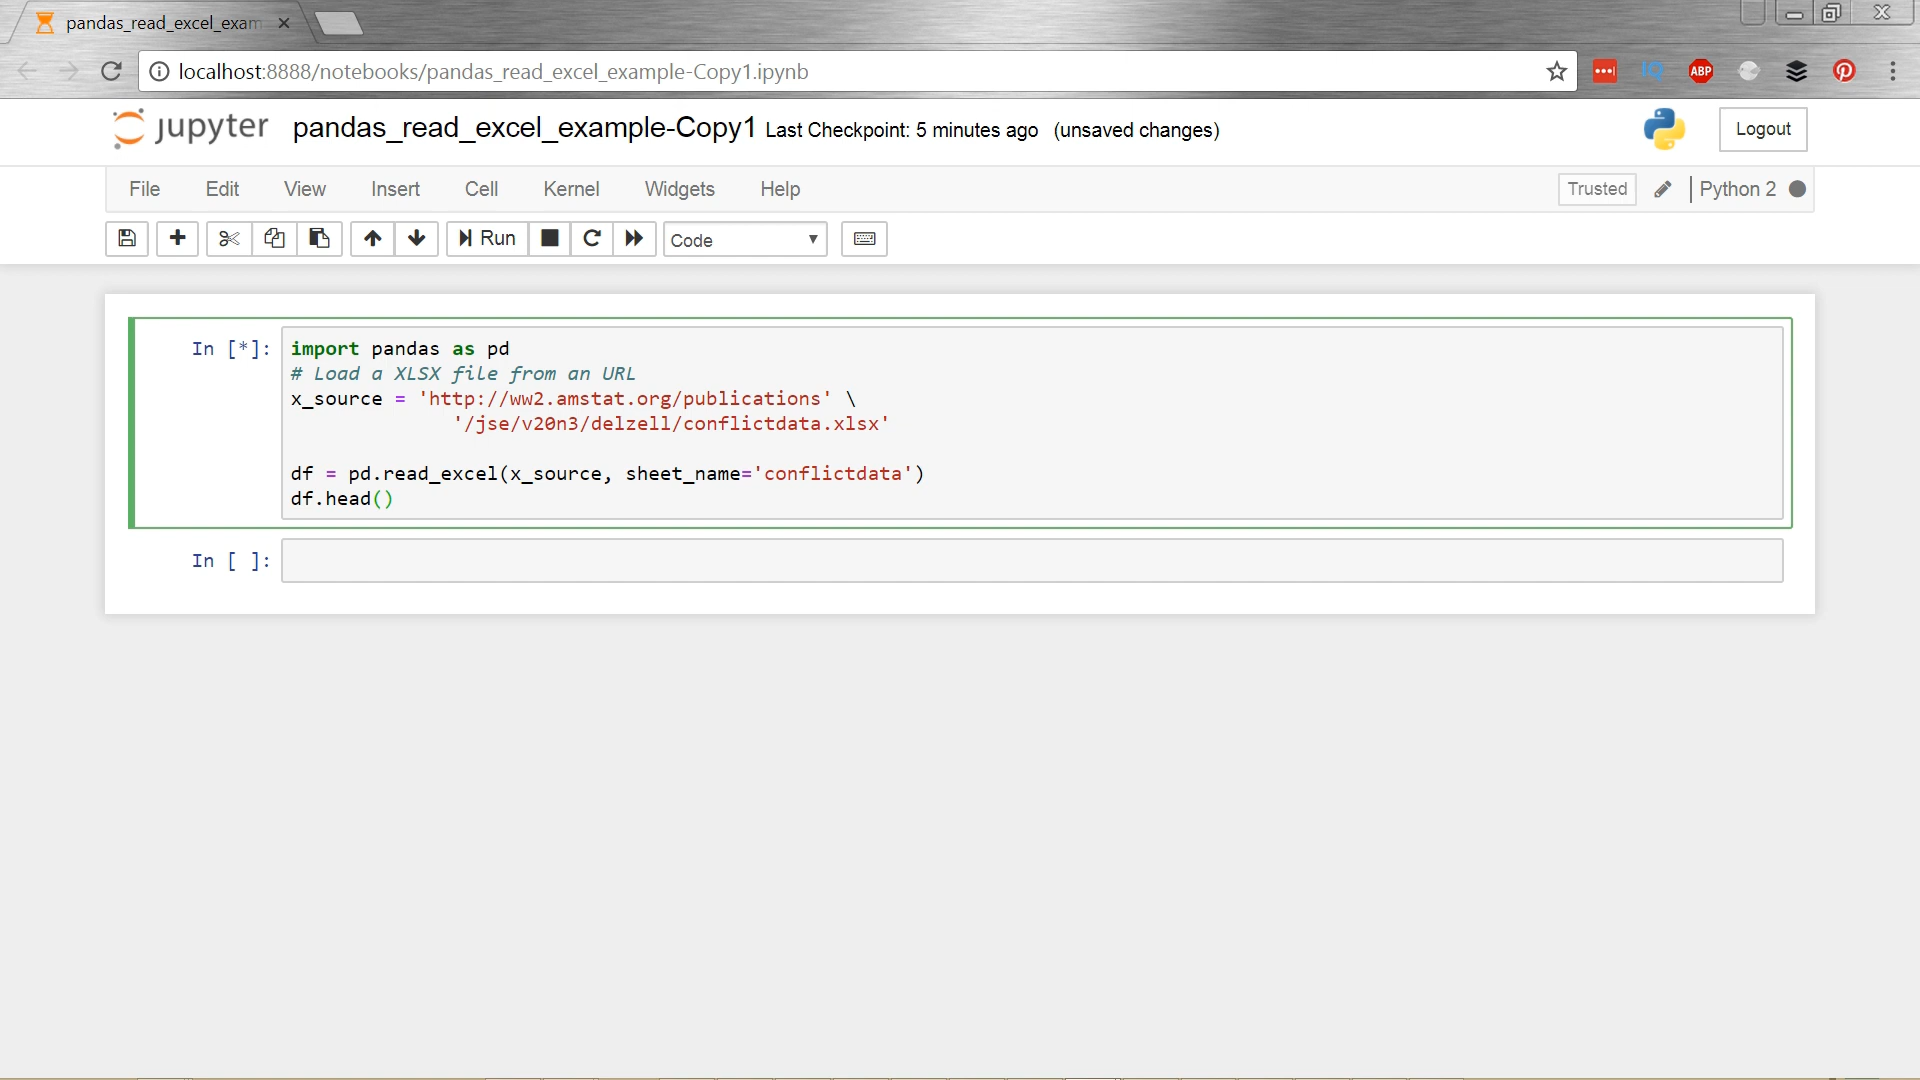 pandas_read_excel_exam
localhost:8888/notebooks/pandas_read_excel_example-Copy1.ipynb
ABP
jupyter pandas_read_excel_example-Copy1 Last Checkpoint: 5 minutes ago (unsaved changes)
Logout
File Edit View Insert Cell Kernel Widgets Help
Trusted Python 2
Run Code
In [*]: import pandas as pd
# Load a XLSX file from an URL
x_source = 'http://ww2.amstat.org/publications' \
'/jse/v20n3/delzell/conflictdata.xlsx'
df = pd.read_excel(x_source, sheet_name='conflictdata')
df.head()
In [ ]: